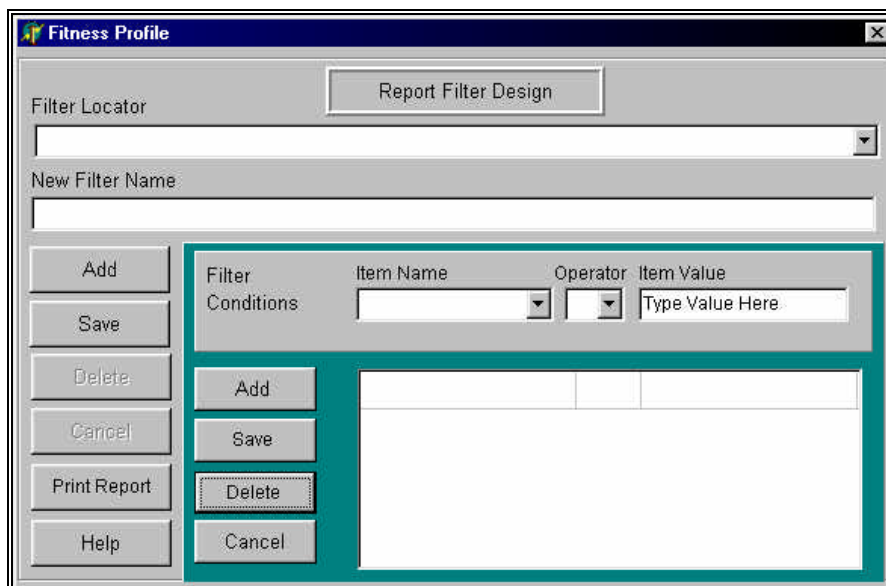 Fitness Profile
Report Filter Design
Filter Locator
New Filter Name
Add
Save
Delete
Cancel
Print Report
Help
Filter
Conditions
Item Name
Operator
Item Value
Type Value Here
Add
Save
Delete
Cancel